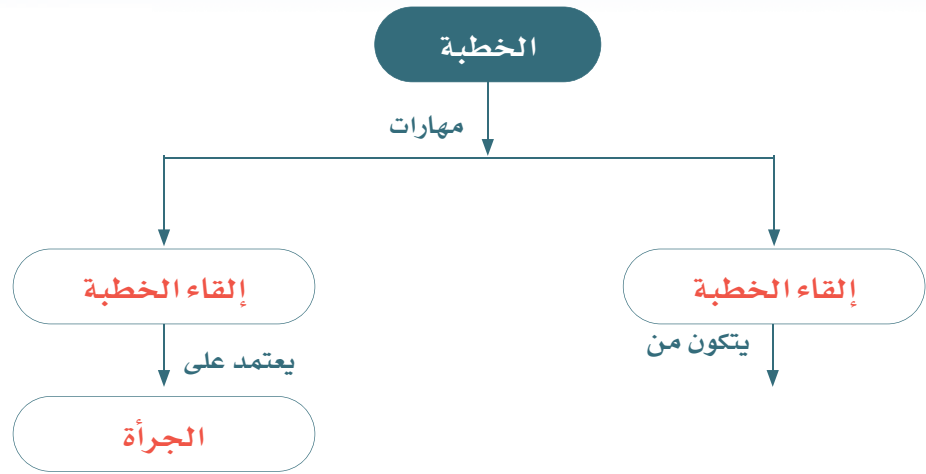 الخطبة
مهارات
إلقاء الخطبة
إلقاء الخطبة
يتكون من
يعتمد على
الجرأة